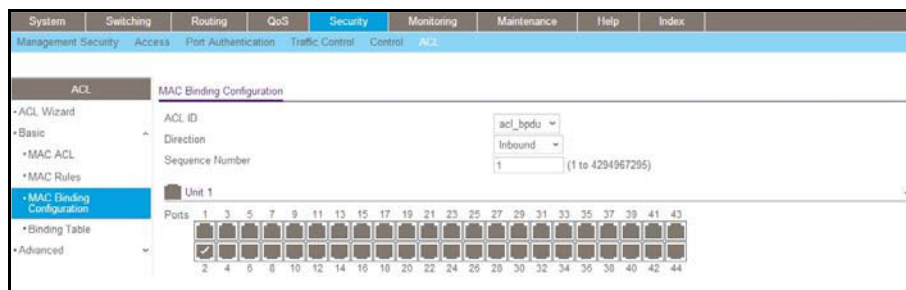 System Switching Routing QoS Security Monitoring Maintenance Help Index
Management Security Access Port Authentication Traffic Control Control ACL
ACL
MAC Binding Configuration
ACL Wizard
Basic
MAC ACL
MAC Rules
MAC Binding
Configuration
Binding Table
Advanced
ACL ID acl_bpdu
Direction Inbound
Sequence Number 1 (1 to 4294967295)
Unit 1
Ports 1 3 5 7 9 11 13 15 17 19 21 23 25 27 29 31 33 35 37 39 41 43
2 4 6 8 10 12 14 16 18 20 22 24 26 28 30 32 34 36 38 40 42 44